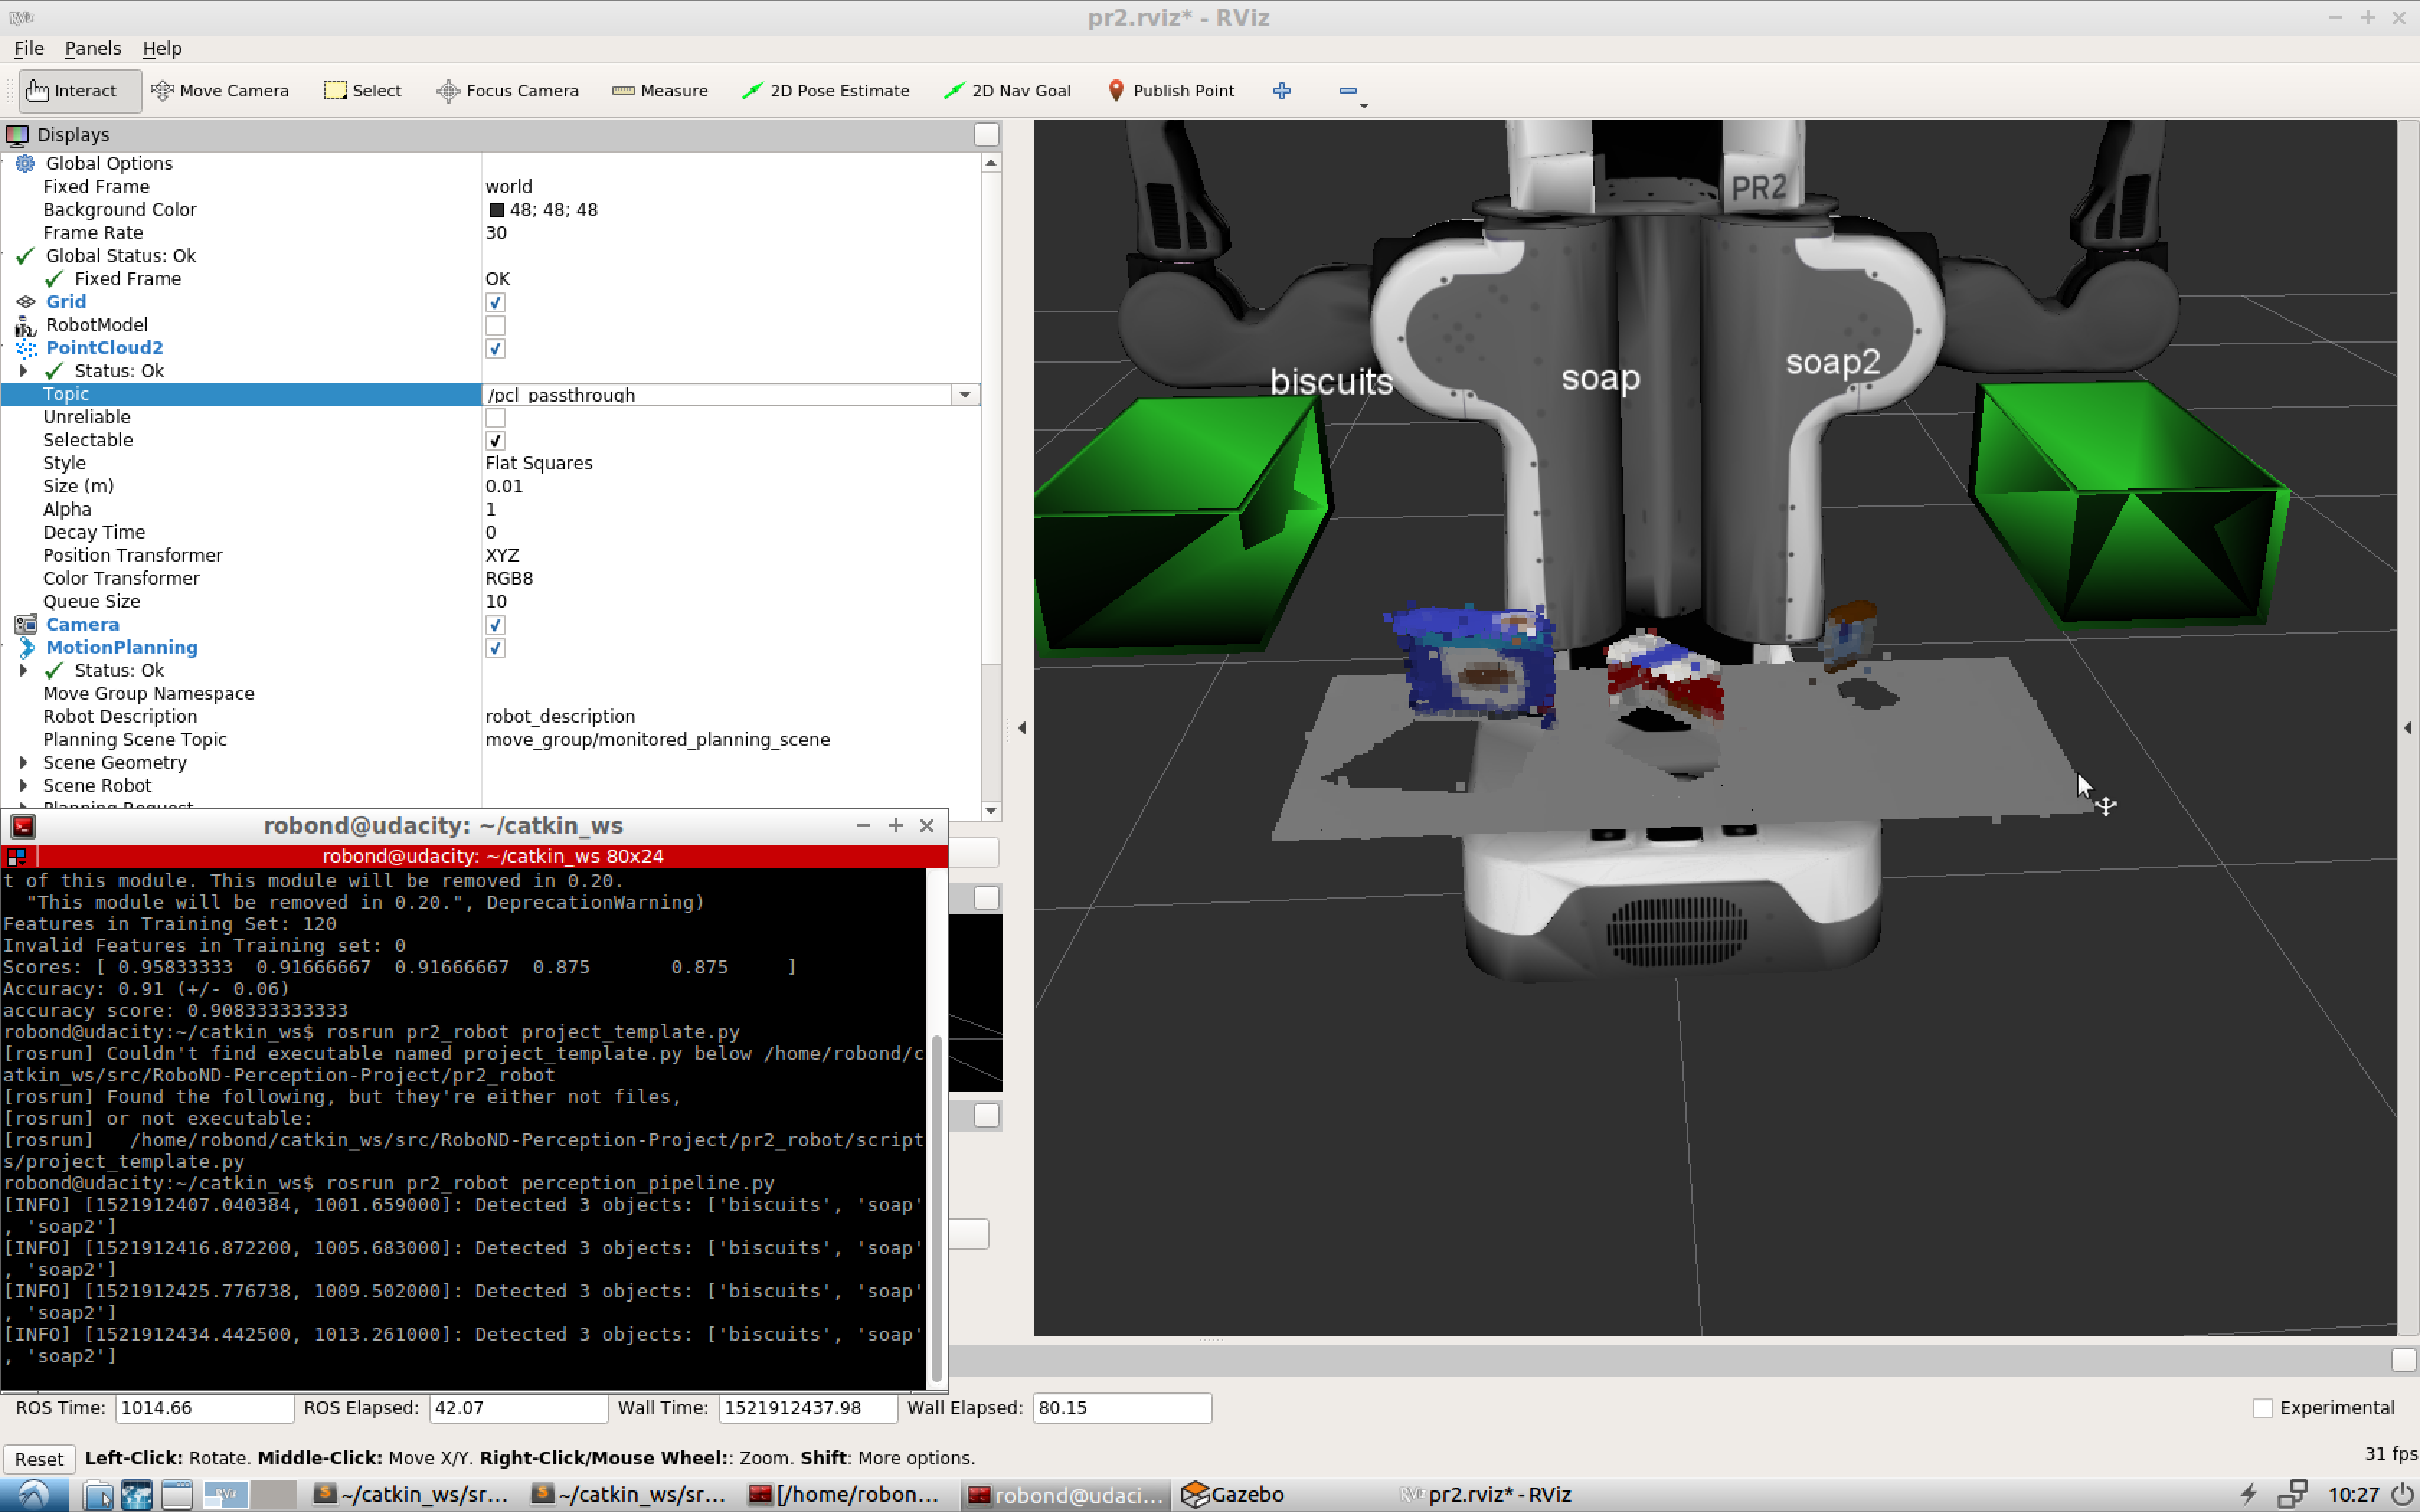 pr2.rviz* - RViz
File Panels Help
Interact Move Camera Select Focus Camera Measure 2D Pose Estimate 2D Nav Goal Publish Point
Displays
Global Options
Fixed Frame world
Background Color 48; 48; 48
Frame Rate 30
Global Status: Ok
Fixed Frame OK
Grid
RobotModel
PointCloud2
Status: Ok
Topic /pcl_passthrough
Unreliable
Selectable
Style Flat Squares
Size (m) 0.01
Alpha 1
Decay Time 0
Position Transformer XYZ
Color Transformer RGB8
Queue Size 10
Camera
MotionPlanning
Status: Ok
Move Group Namespace
Robot Description robot_description
Planning Scene Topic move_group/monitored_planning_scene
Scene Geometry
Scene Robot
Planning Request
PR2
biscuits
soap
soap2
robond@udacity: ~/catkin_ws
robond@udacity: ~/catkin_ws 80x24
t of this module. This module will be removed in 0.20.
"This module will be removed in 0.20.", DeprecationWarning)
Features in Training Set: 120
Invalid Features in Training set: 0
Scores: [ 0.95833333 0.91666667 0.91666667 0.875 0.875 ]
Accuracy: 0.91 (+/- 0.06)
accuracy score: 0.908333333333
robond@udacity:~/catkin_ws$ rosrun pr2_robot project_template.py
[rosrun] Couldn't find executable named project_template.py below /home/robond/c
atkin_ws/src/RoboND-Perception-Project/pr2_robot
[rosrun] Found the following, but they're either not files,
[rosrun] or not executable:
[rosrun] /home/robond/catkin_ws/src/RoboND-Perception-Project/pr2_robot/script
s/project_template.py
robond@udacity:~/catkin_ws$ rosrun pr2_robot perception_pipeline.py
[INFO] [1521912407.040384, 1001.659000]: Detected 3 objects: ['biscuits', 'soap'
, 'soap2']
[INFO] [1521912416.872200, 1005.683000]: Detected 3 objects: ['biscuits', 'soap'
, 'soap2']
[INFO] [1521912425.776738, 1009.502000]: Detected 3 objects: ['biscuits', 'soap'
, 'soap2']
[INFO] [1521912434.442500, 1013.261000]: Detected 3 objects: ['biscuits', 'soap'
, 'soap2']
ROS Time: 1014.66 ROS Elapsed: 42.07 Wall Time: 1521912437.98 Wall Elapsed: 80.15 Experimental
Reset Left-Click: Rotate. Middle-Click: Move X/Y. Right-Click/Mouse Wheel:: Zoom. Shift: More options. 31 fps
~/catkin_ws/sr... ~/catkin_ws/sr... [/home/robon... robond@udaci... Gazebo pr2.rviz* - RViz 10:27